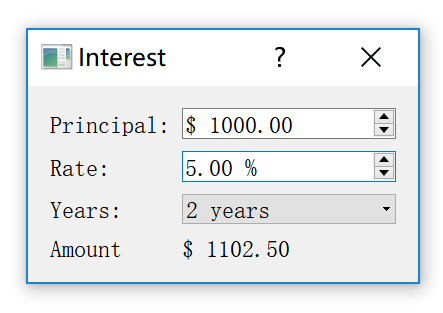 Interest ?
Principal: $ 1000.00
Rate: 5.00 %
Years: 2 years
Amount $ 1102.50